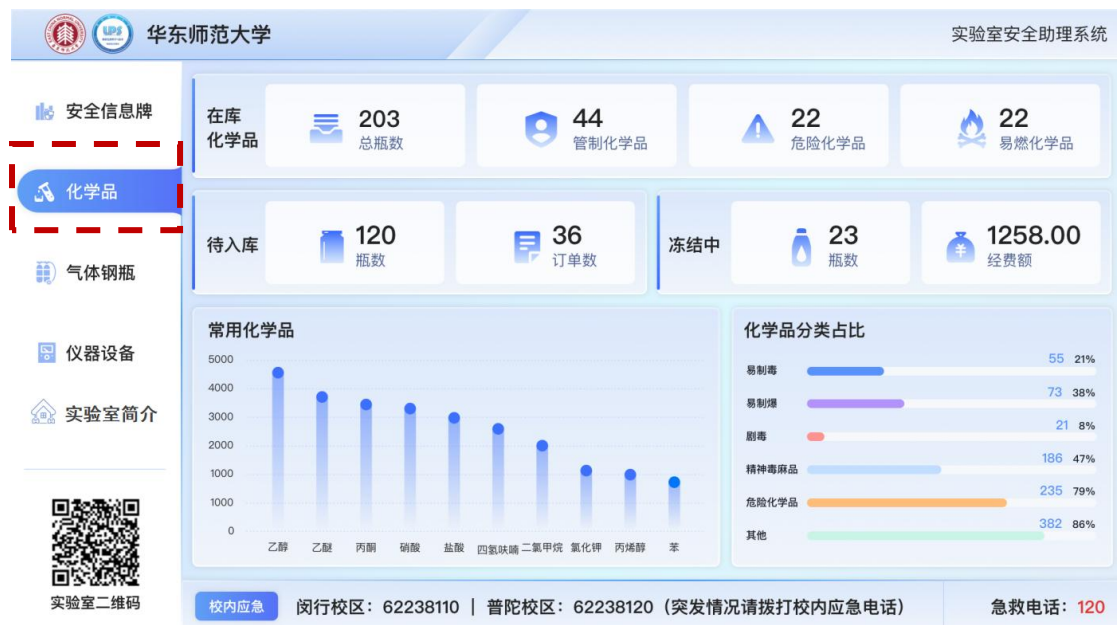 UPS
华东师范大学
实验室安全助理系统
安全信息牌
化学品
气体钢瓶
仪器设备
实验室简介
实验室二维码
在库
化学品
203
总瓶数
44
管制化学品
22
危险化学品
22
易燃化学品
待入库
120
瓶数
36
订单数
冻结中
23
瓶数
1258.00
经费额
常用化学品
5000
4000
3000
2000
1000
1000
0
乙醇 乙醚 丙酮 硝酸 盐酸 四氢呋喃 二氯甲烷 氯化钾 丙烯醇 苯
化学品分类占比
易制毒 55 21%
易制爆 73 38%
剧毒 21 8%
精神毒麻品 186 47%
危险化学品 235 79%
其他 382 86%
校内应急 闵行校区：62238110 | 普陀校区：62238120（突发情况请拨打校内应急电话） 急救电话：120